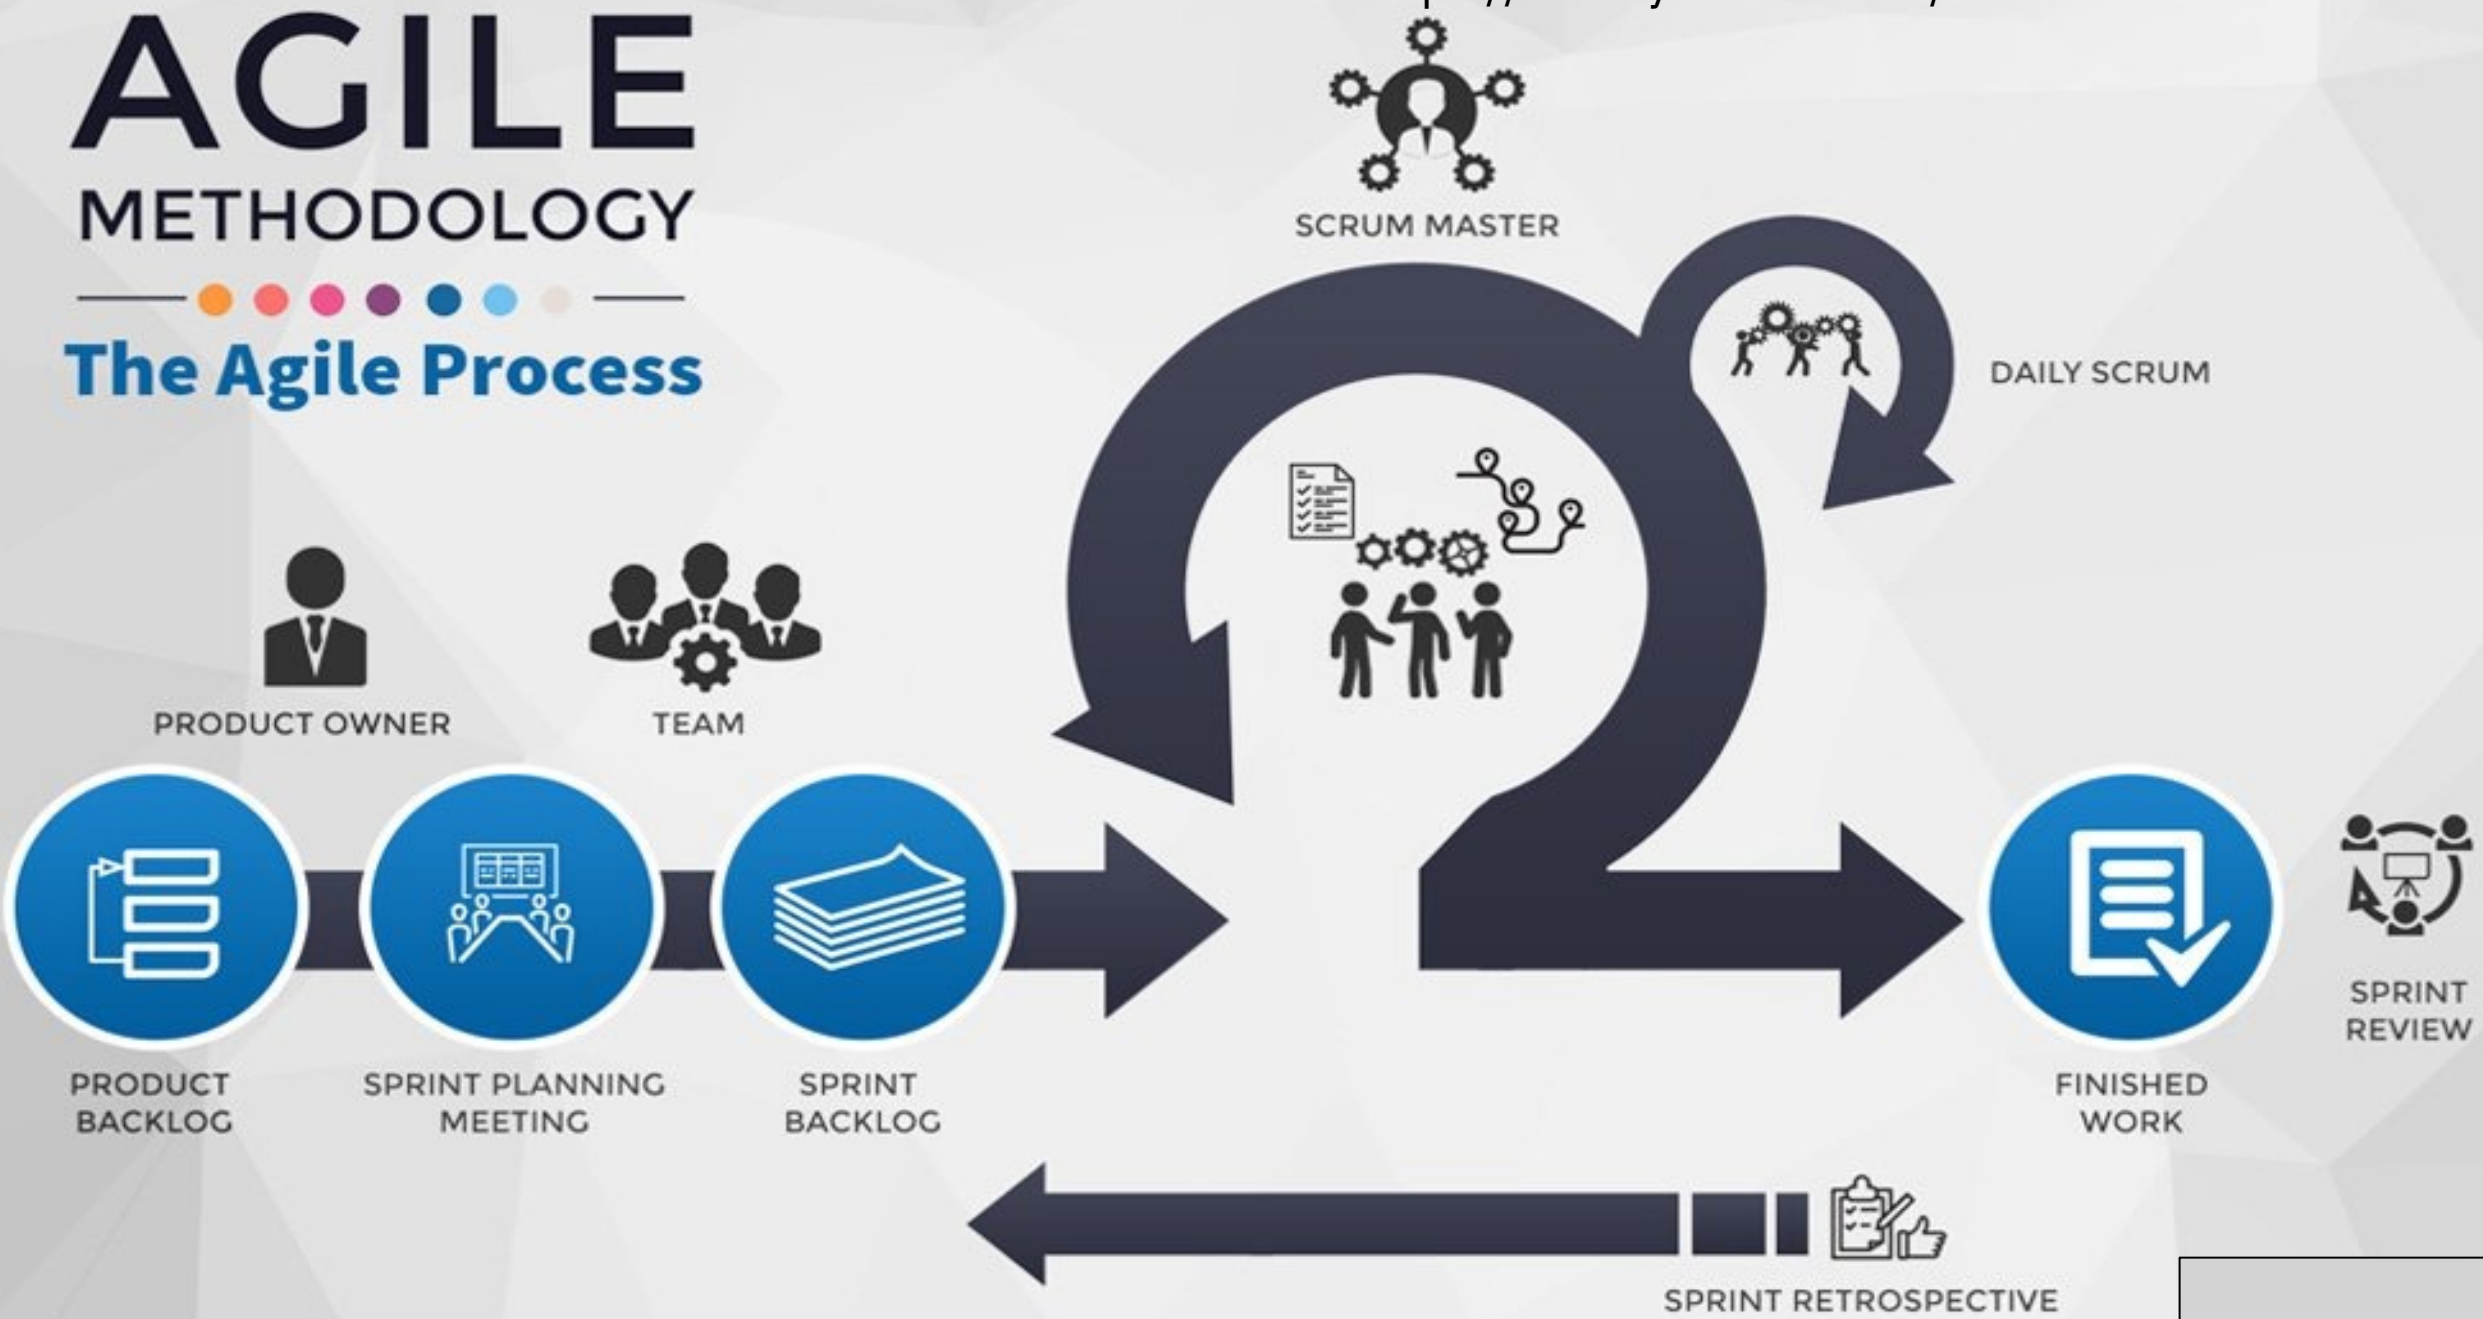 AGILE
METHODOLOGY
The Agile Process
SCRUM MASTER
DAILY SCRUM
PRODUCT OWNER
TEAM
PRODUCT
BACKLOG
SPRINT PLANNING
MEETING
SPRINT
BACKLOG
FINISHED
WORK
SPRINT
REVIEW
SPRINT RETROSPECTIVE